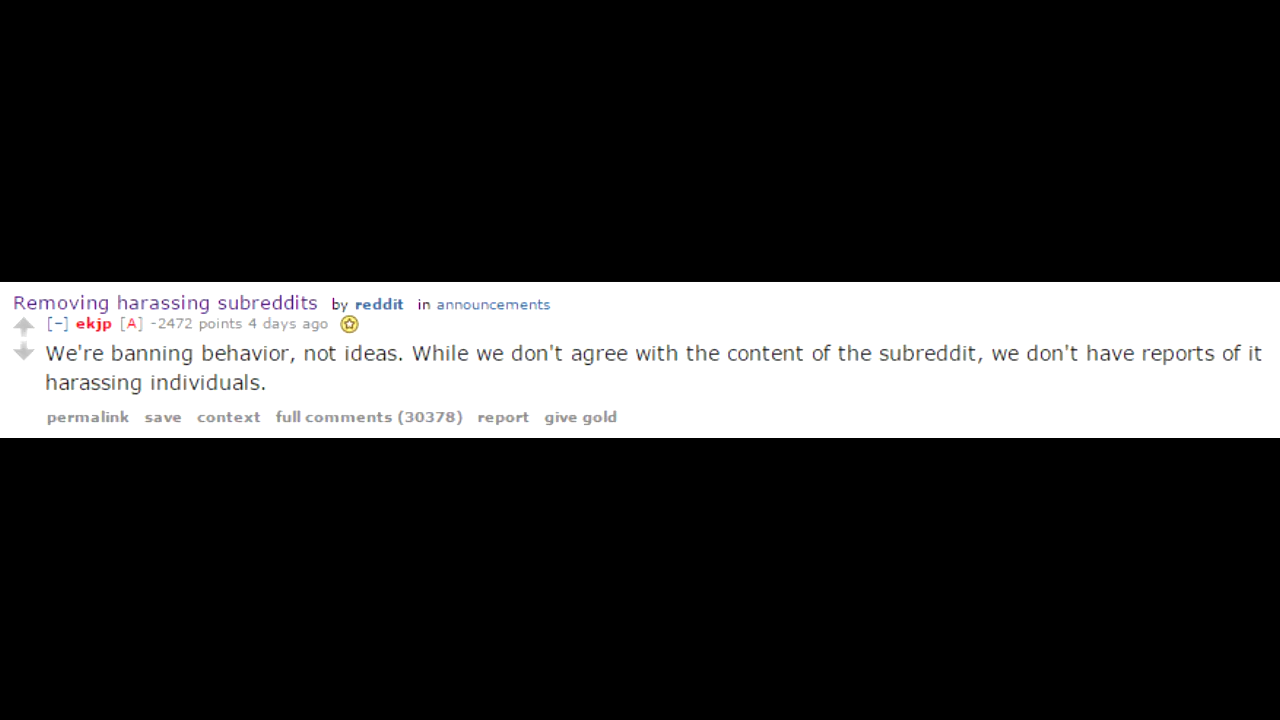 Removing harassing subreddits by reddit in announcements
[-] ekjp [A] -2472 points 4 days ago
We're banning behavior, not ideas. While we don't agree with the content of the subreddit, we don't have reports of it
harassing individuals.
permalink save context full comments (30378) report give gold